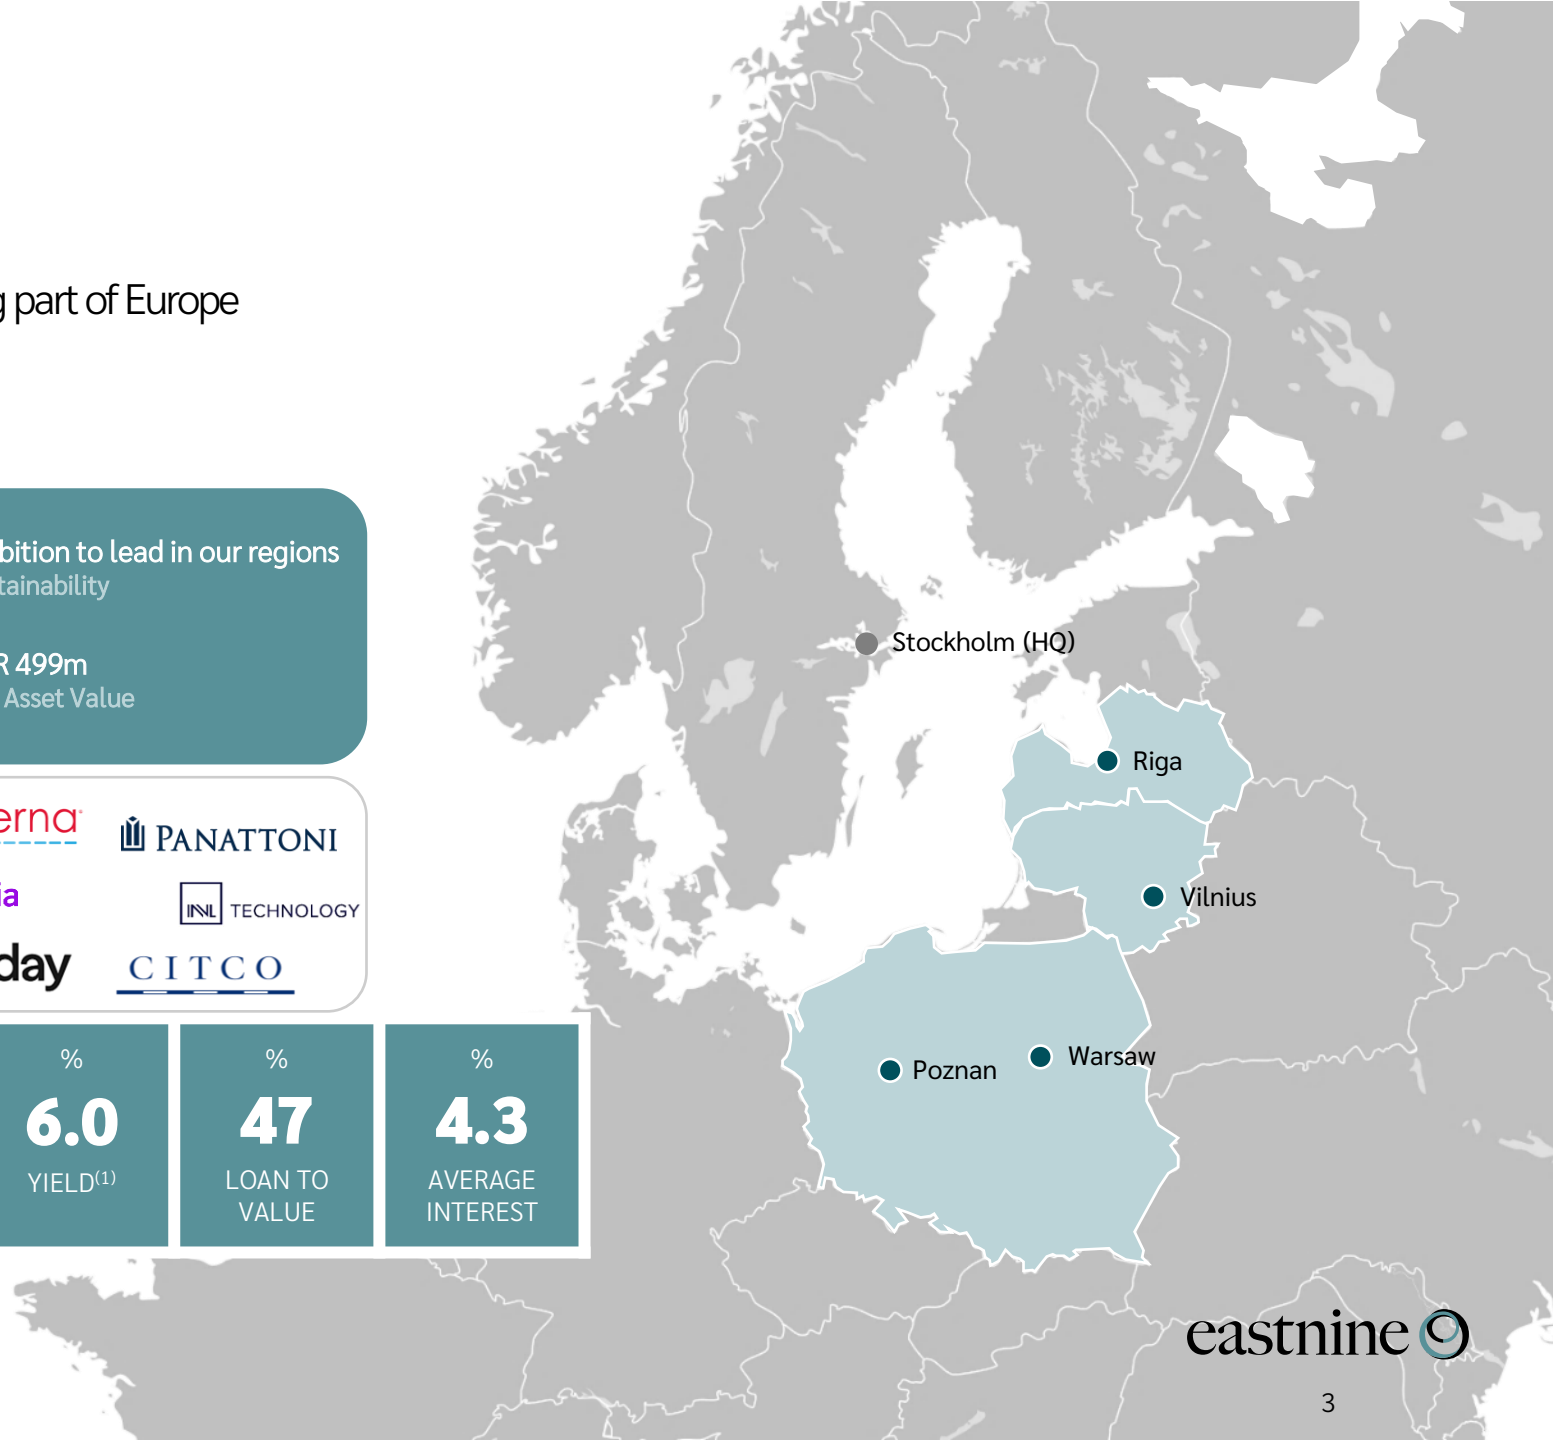 part of Europe
bition to lead in our regions
tainability
R 499m
Asset Value
erna
PANATTONI
ia
INVL TECHNOLOGY
day
CITCO
%
6.0
YIELD(1)
%
47
LOAN TO
VALUE
%
4.3
AVERAGE
INTEREST
Stockholm (HQ)
Riga
Vilnius
Poznan
Warsaw
eastnine
3